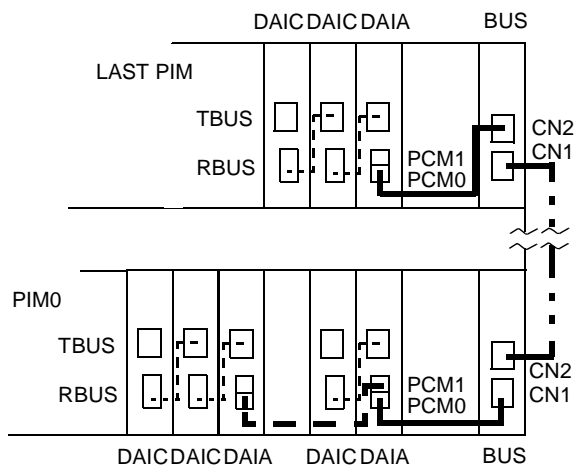 DAIC DAIC DAIA BUS
LAST PIM
TBUS
CN2
RBUS PCM1 CN1
PCM0
PIM0
TBUS
CN2
RBUS PCM1 CN1
PCM0
DAIC DAIC DAIA DAIC DAIA BUS